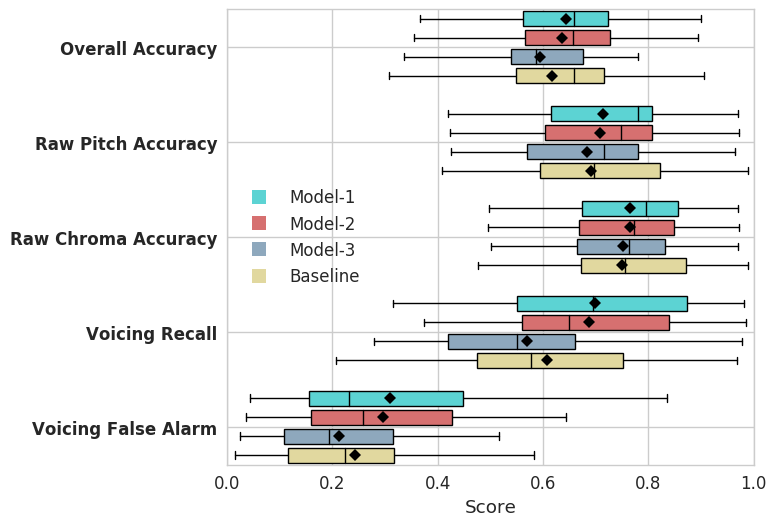 Overall Accuracy
Raw Pitch Accuracy
Raw Chroma Accuracy
Voicing Recall
Voicing False Alarm
Model-1
Model-2
Model-3
Baseline
0.0 0.2 0.4 0.6 0.8 1.0
Score